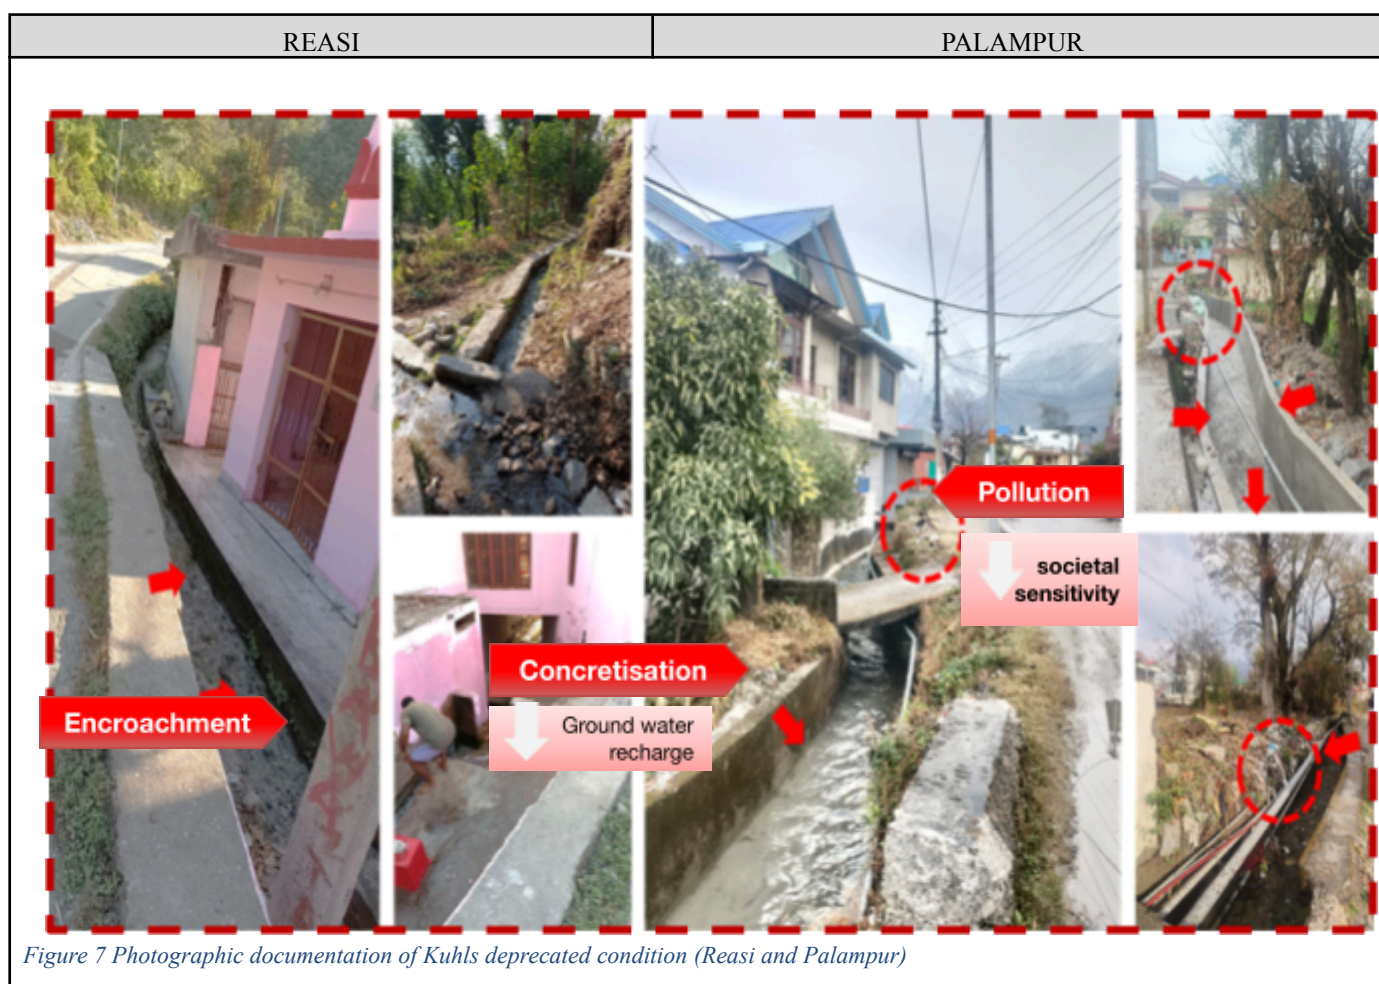 REASI
PALAMPUR
Pollution
societal
sensitivity
Concretisation
Ground water
recharge
Encroachment
Figure 7 Photographic documentation of Kuhls deprecated condition (Reasi and Palampur)